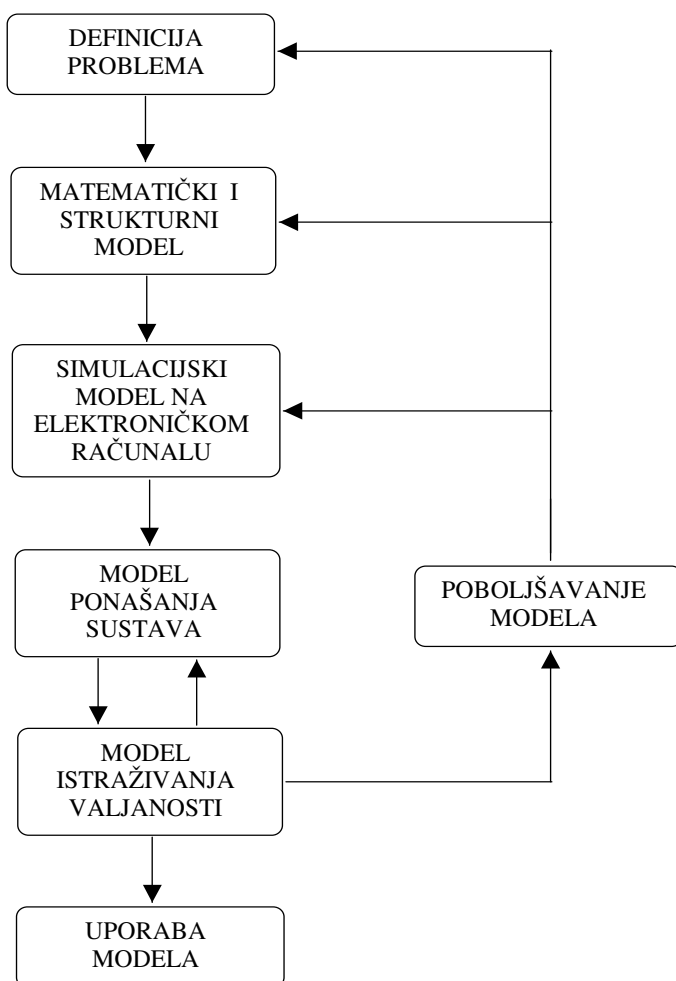 DEFINICIJA
PROBLEMA
MATEMATIČKI I
STRUKTURNI
MODEL
SIMULACIJSKI
MODEL NA
ELEKTRONIČKOM
RAČUNALU
MODEL
PONAŠANJA
SUSTAVA
POBOLJŠAVANJE
MODELA
MODEL
ISTRAŽIVANJA
VALJANOSTI
UPORABA
MODELA